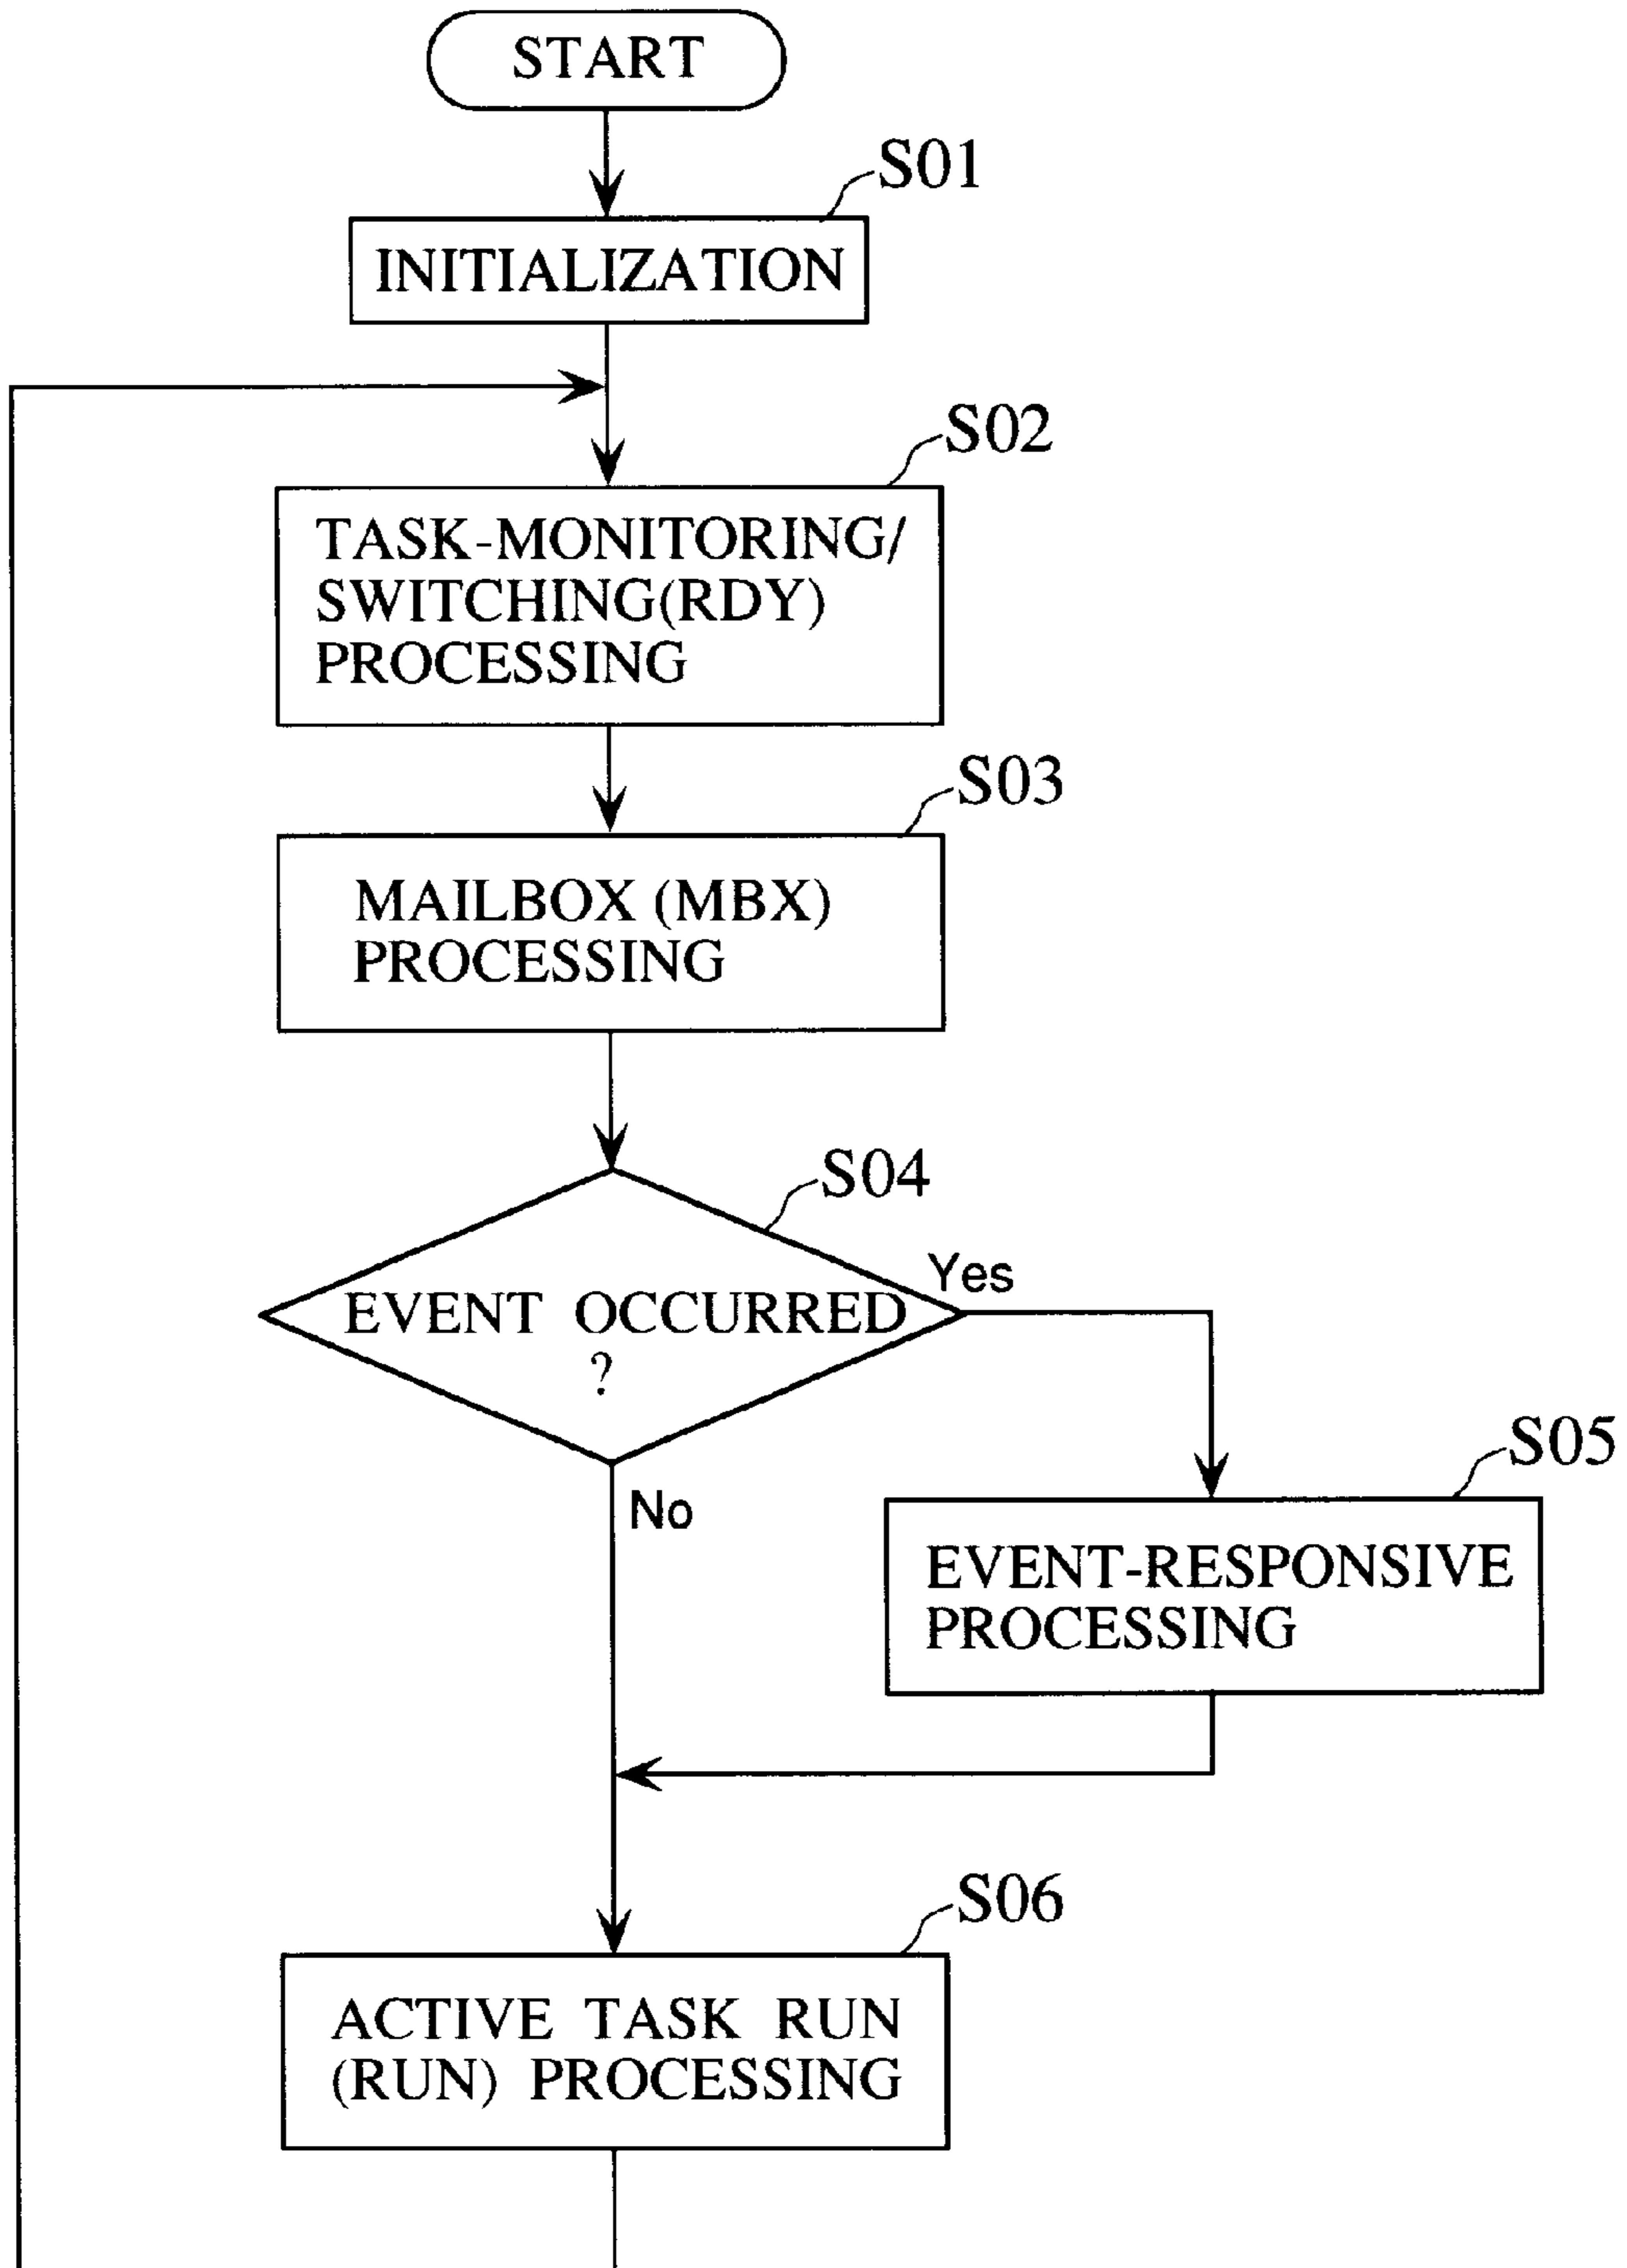 START
S01
INITIALIZATION
S02
TASK-MONITORING/
SWITCHING(RDY)
PROCESSING
S03
MAILBOX (MBX)
PROCESSING
S04
Yes
EVENT OCCURRED
?
No
S05
EVENT-RESPONSIVE
PROCESSING
S06
ACTIVE TASK RUN
(RUN) PROCESSING